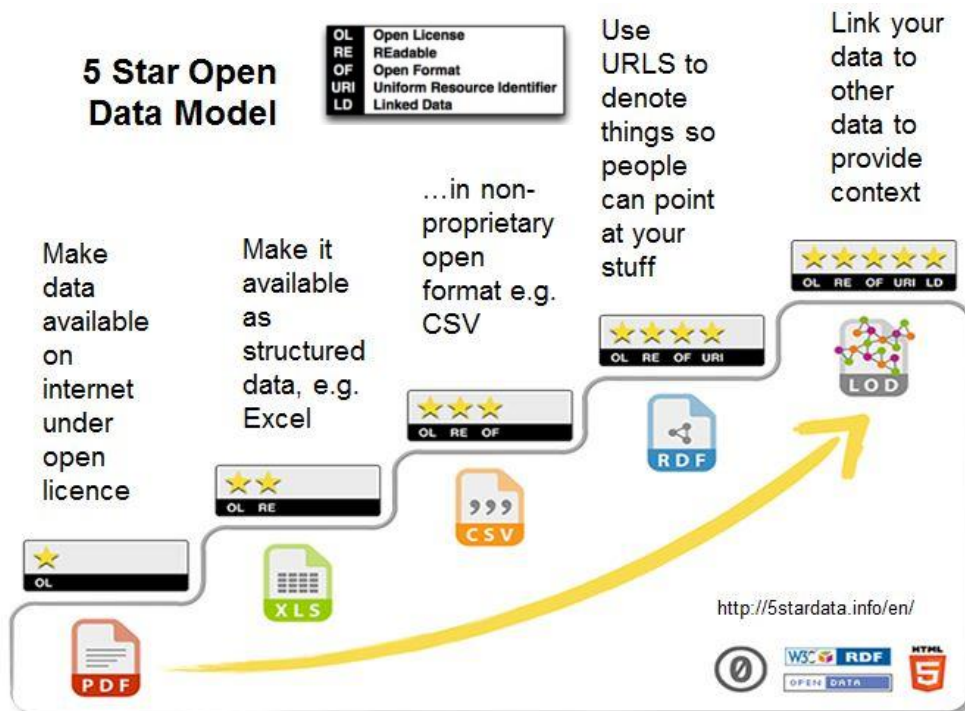 5 Star Open
Data Model
OL Open License
RE REadable
OF Open Format
URI Uniform Resource Identifier
LD Linked Data
Make
data
available
on
internet
under
open
licence
OL
PDF
Make it
available
as
structured
data, e.g.
Excel
OL RE
XLS
…in non-
proprietary
open
format e.g.
CSV
OL RE OF
,,,
CSV
Use
URLS to
denote
things so
people
can point
at your
stuff
OL RE OF URI
RDF
Link your
data to
other
data to
provide
context
OL RE OF URI LD
LOD
http://5stardata.info/en/
0
W3C RDF
OPEN DATA
HTML
5